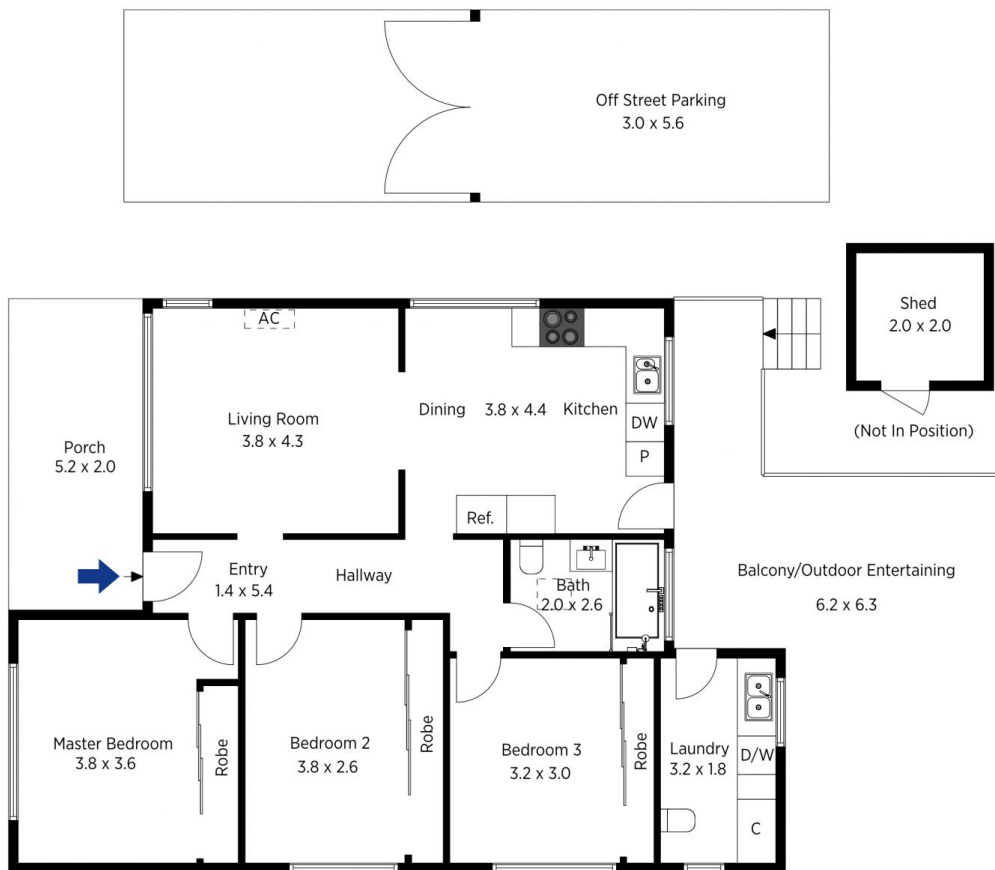 Off Street Parking
3.0 x 5.6
Shed
2.0 x 2.0
(Not In Position)
AC
Living Room
3.8 x 4.3
Dining 3.8 x 4.4 Kitchen
DW
P
Ref.
Porch
5.2 x 2.0
Entry
1.4 x 5.4
Hallway
Bath
2.0 x 2.6
Balcony/Outdoor Entertaining
6.2 x 6.3
Master Bedroom
3.8 x 3.6
Robe
Bedroom 2
3.8 x 2.6
Robe
Bedroom 3
3.2 x 3.0
Robe
Laundry
3.2 x 1.8
D/W
C